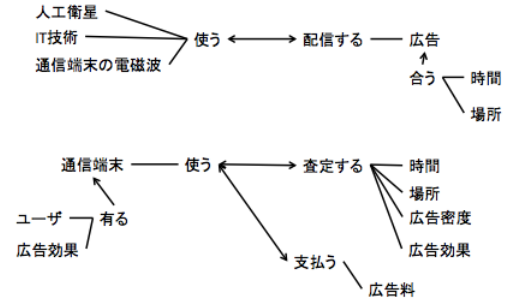 人工衛星
IT技術
通信端末の電磁波
使う
配信する
広告
合う
時間
場所
通信端末
使う
査定する
時間
場所
広告密度
広告効果
ユーザ
有る
広告効果
支払う
広告料